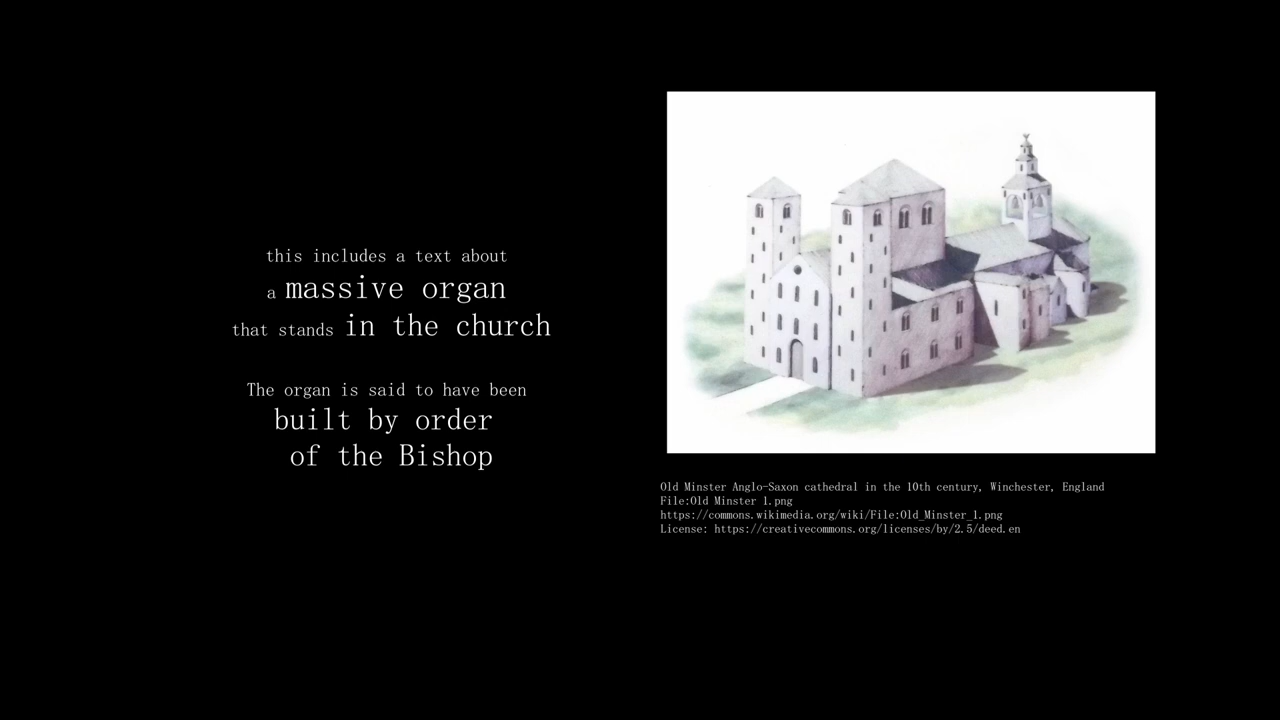 this includes a text about
a massive organ
that stands in the church
The organ is said to have been
built by order
of the Bishop
Old Minster Anglo-Saxon cathedral in the 10th century, Winchester, England
File:Old Minster 1.png
https://commons.wikimedia.org/wiki/File:Old_Minster_1.png
License: https://creativecommons.org/licenses/by/2.5/deed.en